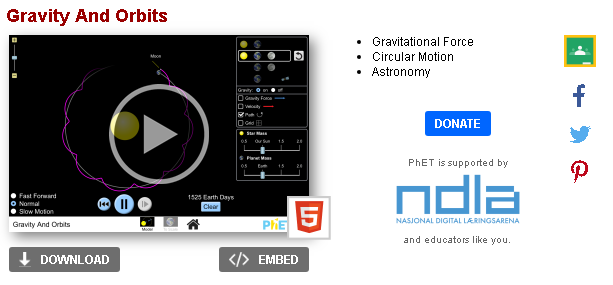 Gravity And Orbits
Moon
Gravity: on off
Gravity Force
Velocity
Path
Grid
Star Mass
0.5 Our Sun 1.5 2.0
Planet Mass
0.5 Earth 1.5 2.0
Fast Forward
Normal
Slow Motion
1525 Earth Days
Clear
Gravity And Orbits
Model
PhET
5
DOWNLOAD
EMBED
Gravitational Force
Circular Motion
Astronomy
DONATE
PhET is supported by
ndla
NASJONAL DIGITAL LÆRINGSARENA
and educators like you.